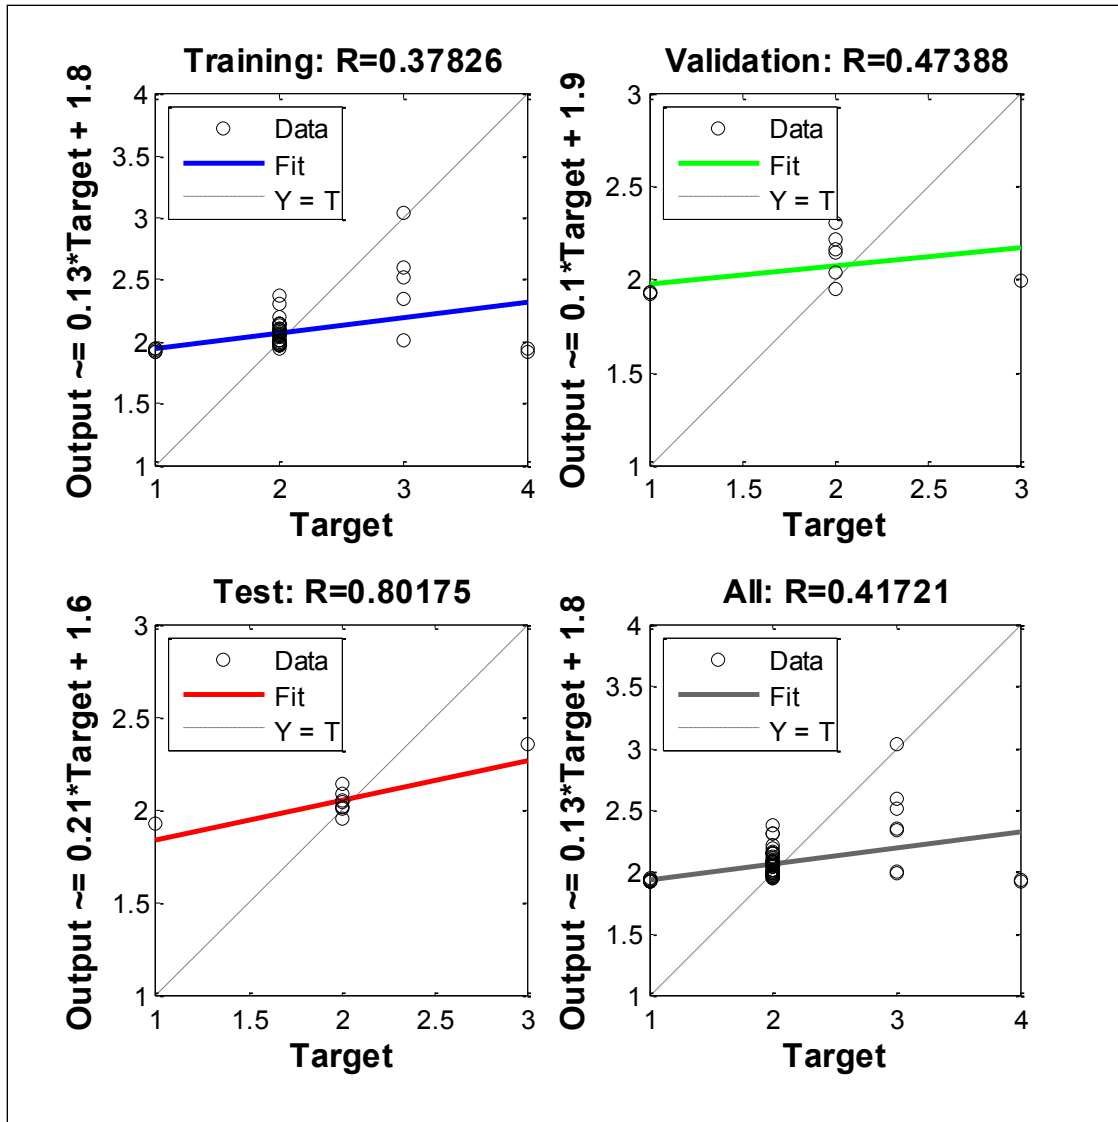 Training: R=0.37826
Output ~= 0.13*Target + 1.8
4
3.5
3
2.5
2
1.5
1
Data
Fit
Y = T
1
2
3
4
Target
Validation: R=0.47388
Output ~= 0.1*Target + 1.9
3
2.5
2
1.5
1
Data
Fit
Y = T
1
1.5
2
2.5
3
Target
Test: R=0.80175
Output ~= 0.21*Target + 1.6
3
2.5
2
1.5
1
Data
Fit
Y = T
1
1.5
2
2.5
3
Target
All: R=0.41721
Output ~= 0.13*Target + 1.8
4
3.5
3
2.5
2
1.5
1
Data
Fit
Y = T
1
2
3
4
Target